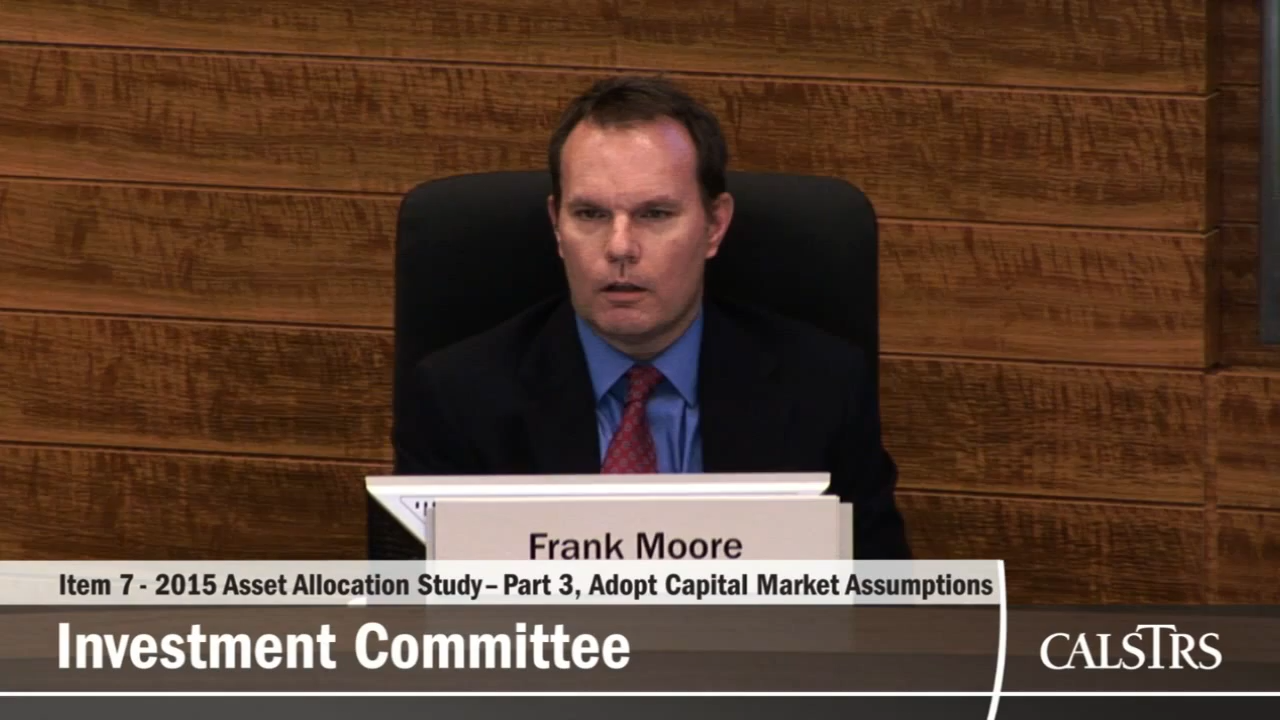 Frank Moore
Item 7 - 2015 Asset Allocation Study – Part 3, Adopt Capital Market Assumptions
Investment Committee
CALSTRS